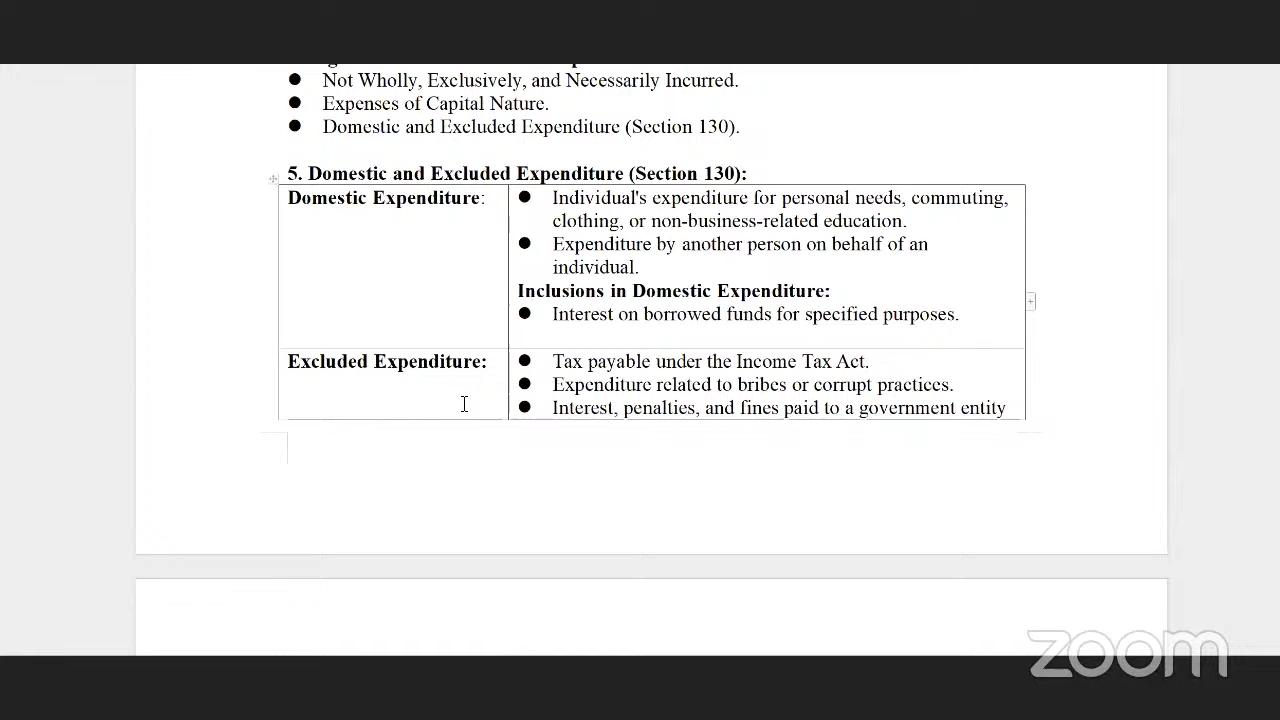 ● Not Wholly, Exclusively, and Necessarily Incurred.
● Expenses of Capital Nature.
● Domestic and Excluded Expenditure (Section 130).
5. Domestic and Excluded Expenditure (Section 130):
Domestic Expenditure:
● Individual's expenditure for personal needs, commuting,
clothing, or non-business-related education.
● Expenditure by another person on behalf of an
individual.
Inclusions in Domestic Expenditure:
● Interest on borrowed funds for specified purposes.
Excluded Expenditure:
● Tax payable under the Income Tax Act.
● Expenditure related to bribes or corrupt practices.
● Interest, penalties, and fines paid to a government entity
zoom